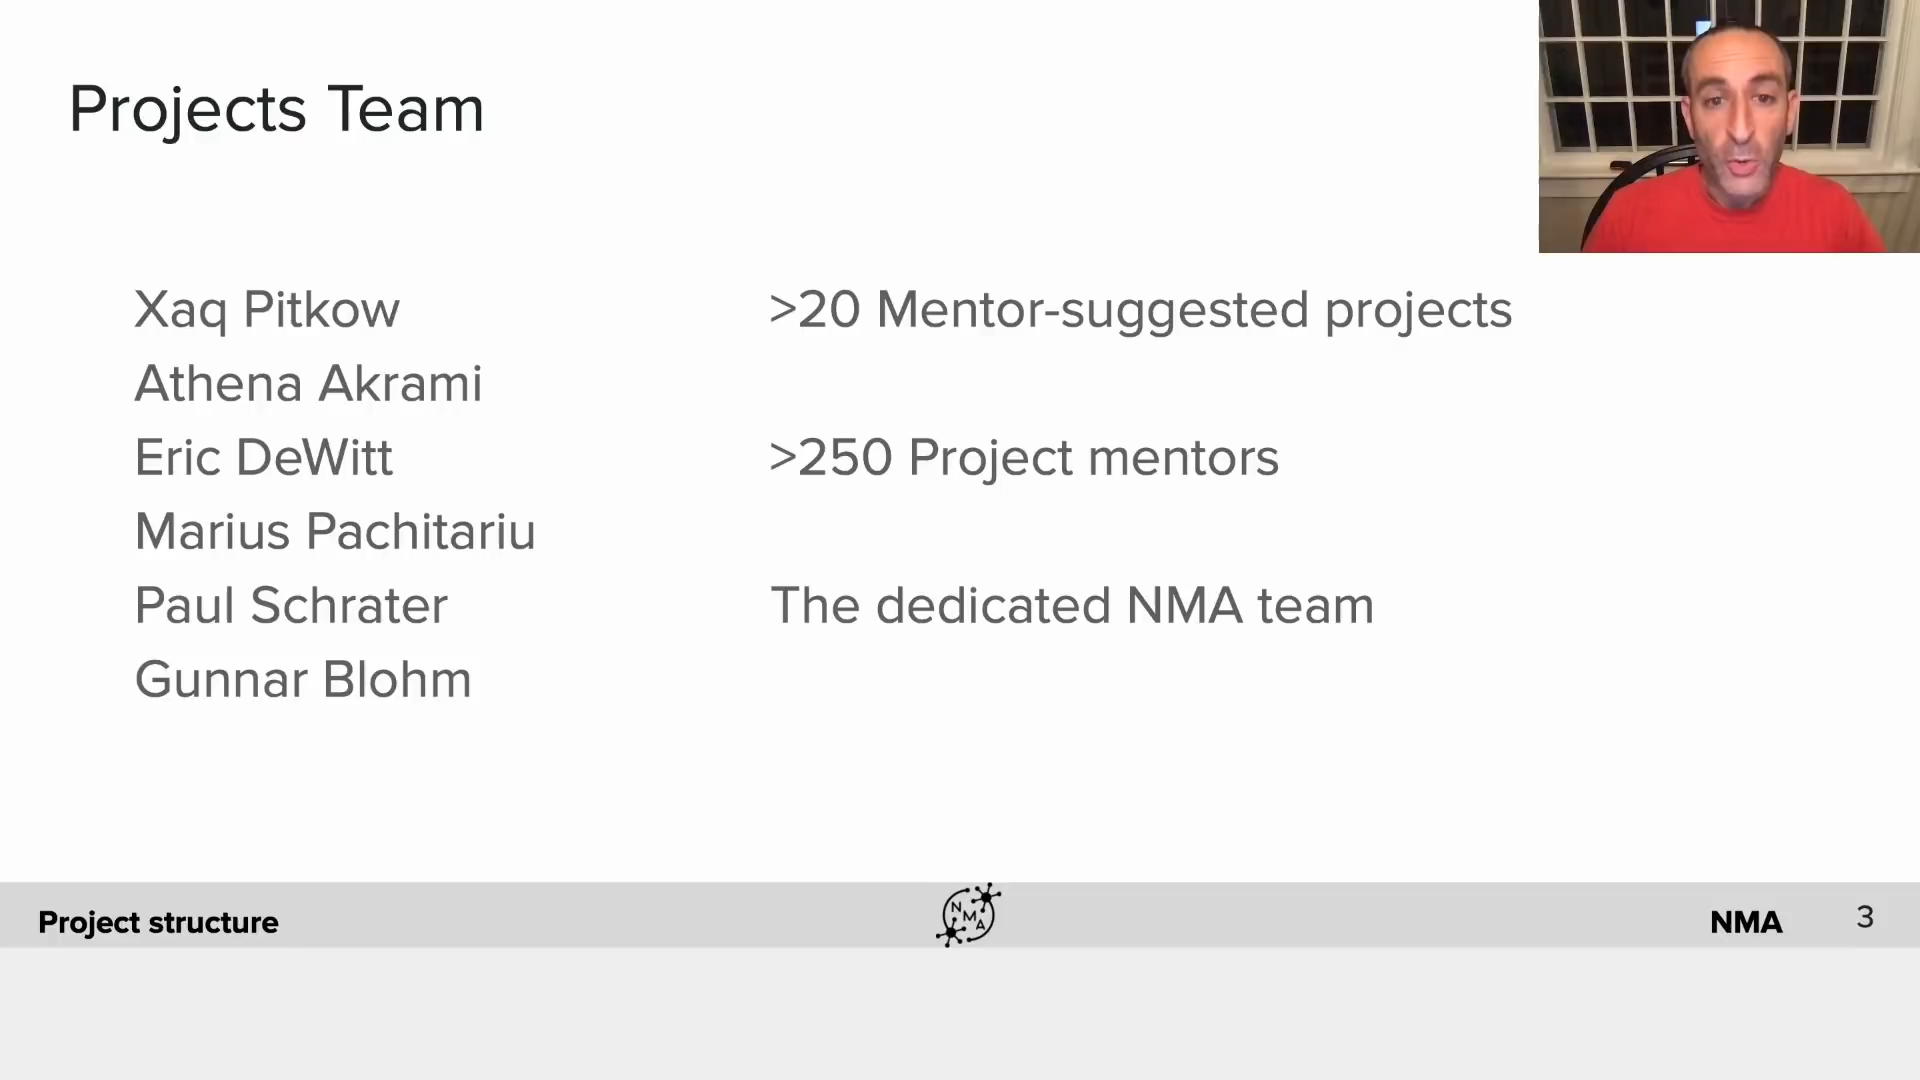 Projects Team
Xaq Pitkow
Athena Akrami
Eric DeWitt
Marius Pachitariu
Paul Schrater
Gunnar Blohm
>20 Mentor-suggested projects
>250 Project mentors
The dedicated NMA team
Project structure
NMA
NMA
3